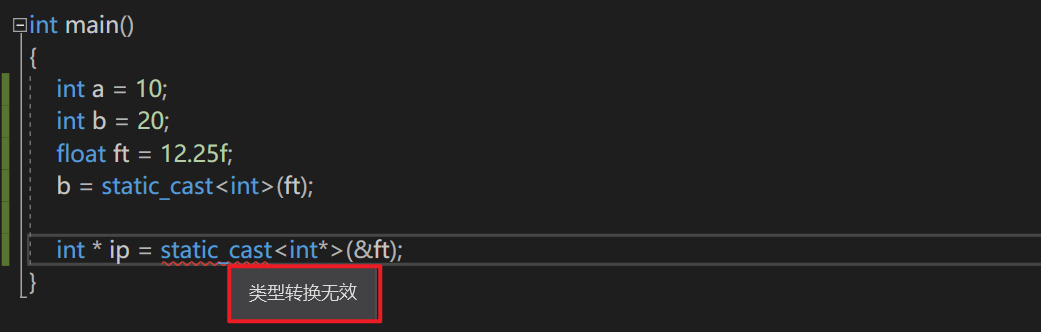 int main()
{
int a = 10;
int b = 20;
float ft = 12.25f;
b = static_cast<int>(ft);
int * ip = static_cast<int*>(&ft);
类型转换无效
}